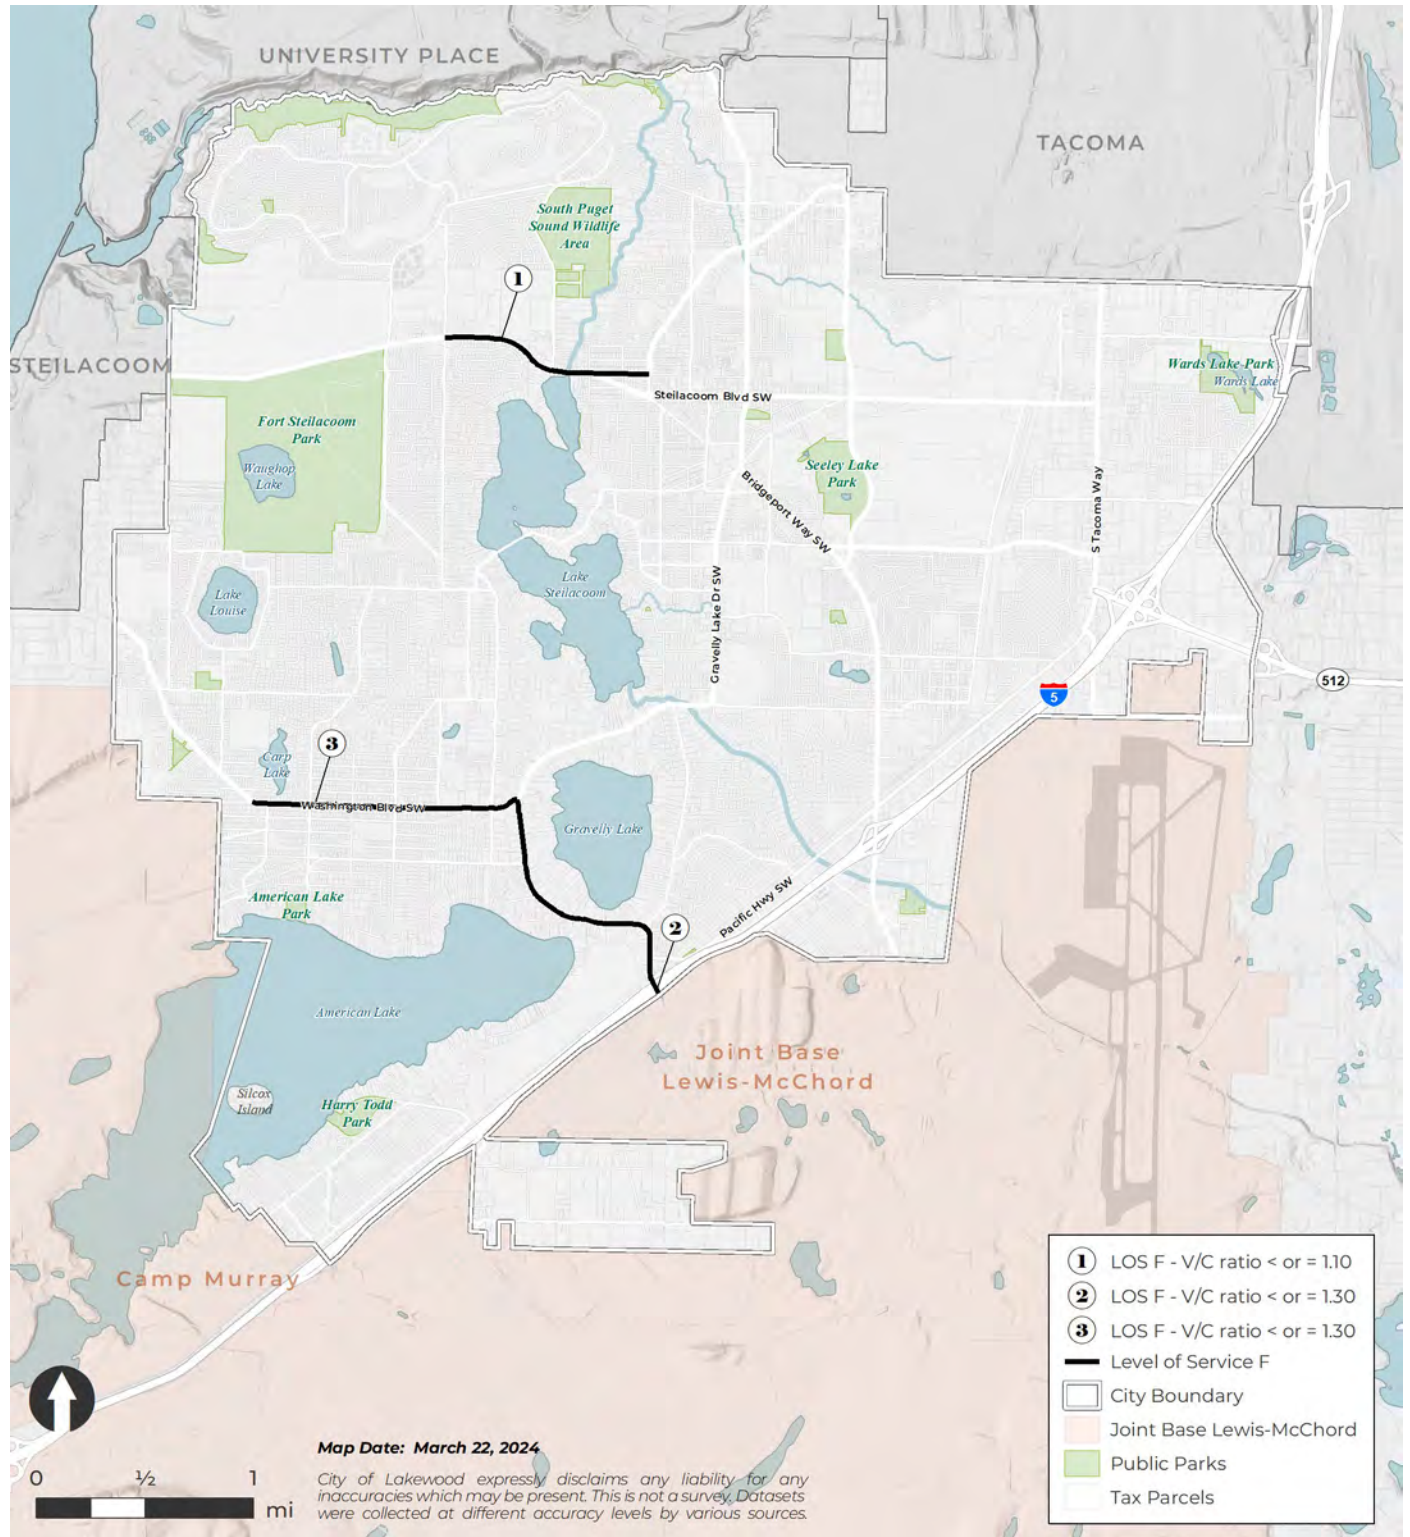 UNIVERSITY PLACE
TACOMA
South Puget
Sound Wildlife
Area
1
STEILACOOM
Wards Lake Park
Wards Lake
Steilacoom Blvd SW
Fort Steilacoom
Park
Waughop
Lake
Seeley Lake
Park
Bridgeport Way SW
S Tacoma Way
Lake
Steilacoom
Lake
Louise
Gravelly Lake Dr SW
512
5
3
Carp
Lake
Washington Blvd SW
Gravelly Lake
American Lake
Park
Pacific Hwy SW
2
American Lake
Joint Base
Lewis-McChord
Silcox
Island
Harry Todd
Park
Camp Murray
1 LOS F - V/C ratio < or = 1.10
2 LOS F - V/C ratio < or = 1.30
3 LOS F - V/C ratio < or = 1.30
Level of Service F
City Boundary
Joint Base Lewis-McChord
Public Parks
Tax Parcels
Map Date: March 22, 2024
City of Lakewood expressly disclaims any liability for any
inaccuracies which may be present. This is not a survey. Datasets
were collected at different accuracy levels by various sources.
0 ½ 1
mi